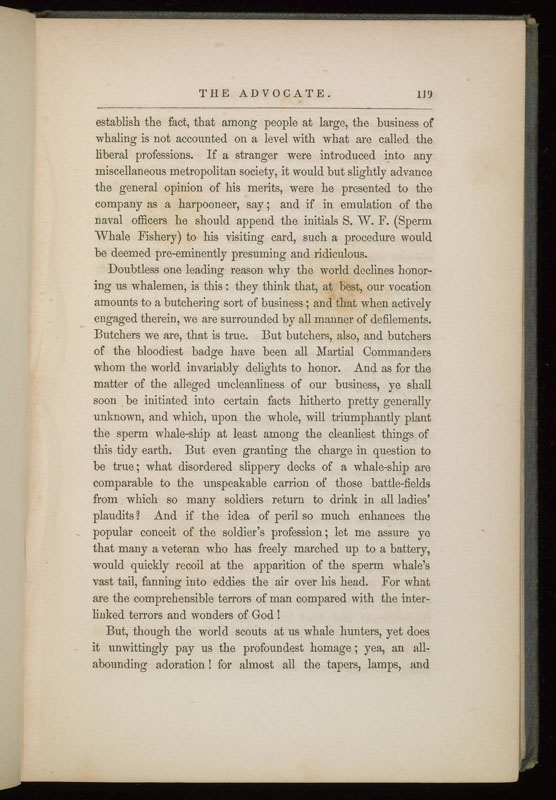 THE ADVOCATE. 119
establish the fact, that among people at large, the business of
whaling is not accounted on a level with what are called the
liberal professions. If a stranger were introduced into any
miscellaneous metropolitan society, it would but slightly advance
the general opinion of his merits, were he presented to the
company as a harpooneer, say; and if in emulation of the
naval officers he should append the initials S. W. F. (Sperm
Whale Fishery) to his visiting card, such a procedure would
be deemed pre-eminently presuming and ridiculous.
Doubtless one leading reason why the world declines honor-
ing us whalemen, is this: they think that, at best, our vocation
amounts to a butchering sort of business; and that when actively
engaged therein, we are surrounded by all manner of defilements.
Butchers we are, that is true. But butchers, also, and butchers
of the bloodiest badge have been all Martial Commanders
whom the world invariably delights to honor. And as for the
matter of the alleged uncleanliness of our business, ye shall
soon be initiated into certain facts hitherto pretty generally
unknown, and which, upon the whole, will triumphantly plant
the sperm whale-ship at least among the cleanliest things of
this tidy earth. But even granting the charge in question to
be true; what disordered slippery decks of a whale-ship are
comparable to the unspeakable carrion of those battle-fields
from which so many soldiers return to drink in all ladies'
plaudits? And if the idea of peril so much enhances the
popular conceit of the soldier's profession; let me assure ye
that many a veteran who has freely marched up to a battery,
would quickly recoil at the apparition of the sperm whale's
vast tail, fanning into eddies the air over his head. For what
are the comprehensible terrors of man compared with the inter-
linked terrors and wonders of God!
But, though the world scouts at us whale hunters, yet does
it unwittingly pay us the profoundest homage; yea, an all-
abounding adoration! for almost all the tapers, lamps, and